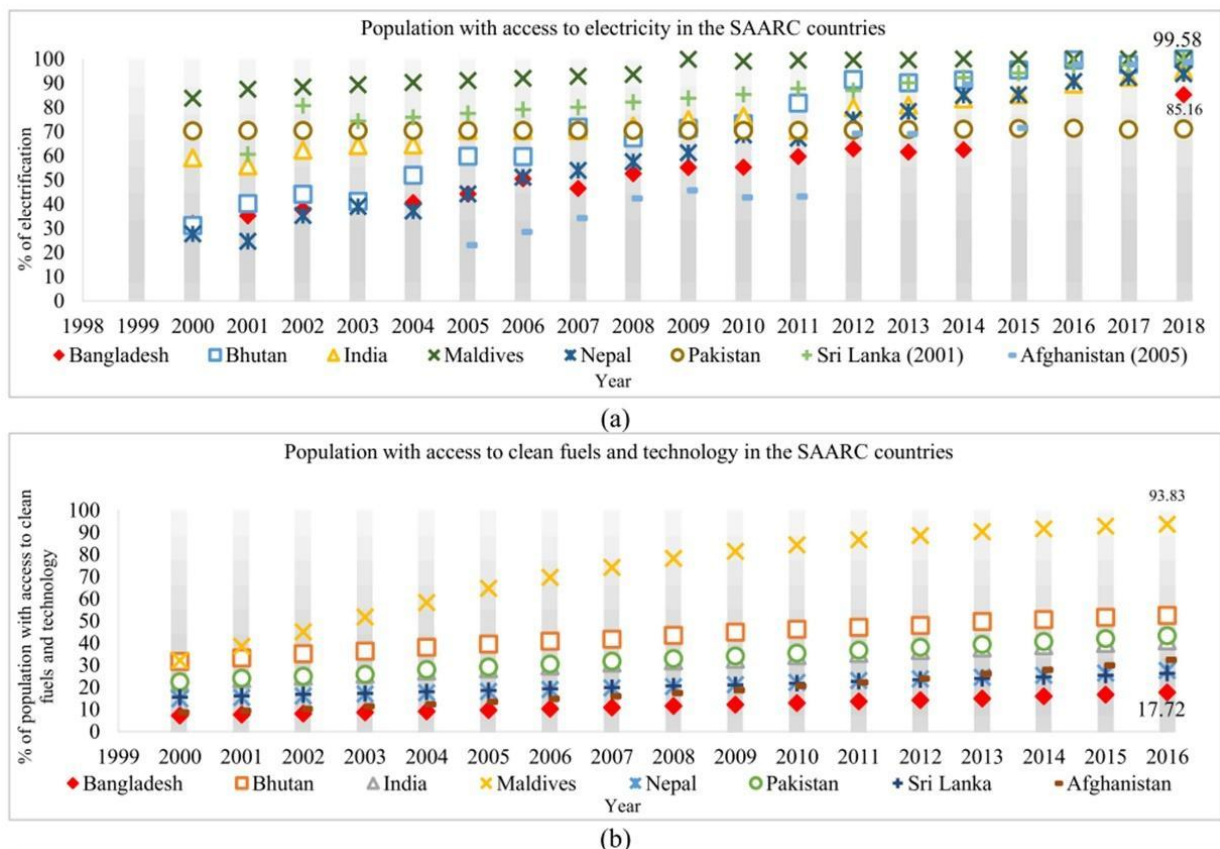 Population with access to electricity in the SAARC countries
99.58
100
90
80
70
60
50
40
30
20
10
0
85.16
% of electrification
1998 1999 2000 2001 2002 2003 2004 2005 2006 2007 2008 2009 2010 2011 2012 2013 2014 2015 2016 2017 2018
Bangladesh Bhutan India Maldives Nepal Pakistan Sri Lanka (2001) Afghanistan (2005)
Year
(a)
Population with access to clean fuels and technology in the SAARC countries
93.83
100
90
80
70
60
50
40
30
20
10
0
17.72
% of population with access to clean
fuels and technology
1999 2000 2001 2002 2003 2004 2005 2006 2007 2008 2009 2010 2011 2012 2013 2014 2015 2016
Bangladesh Bhutan India Maldives Nepal Pakistan Sri Lanka Afghanistan
Year
(b)